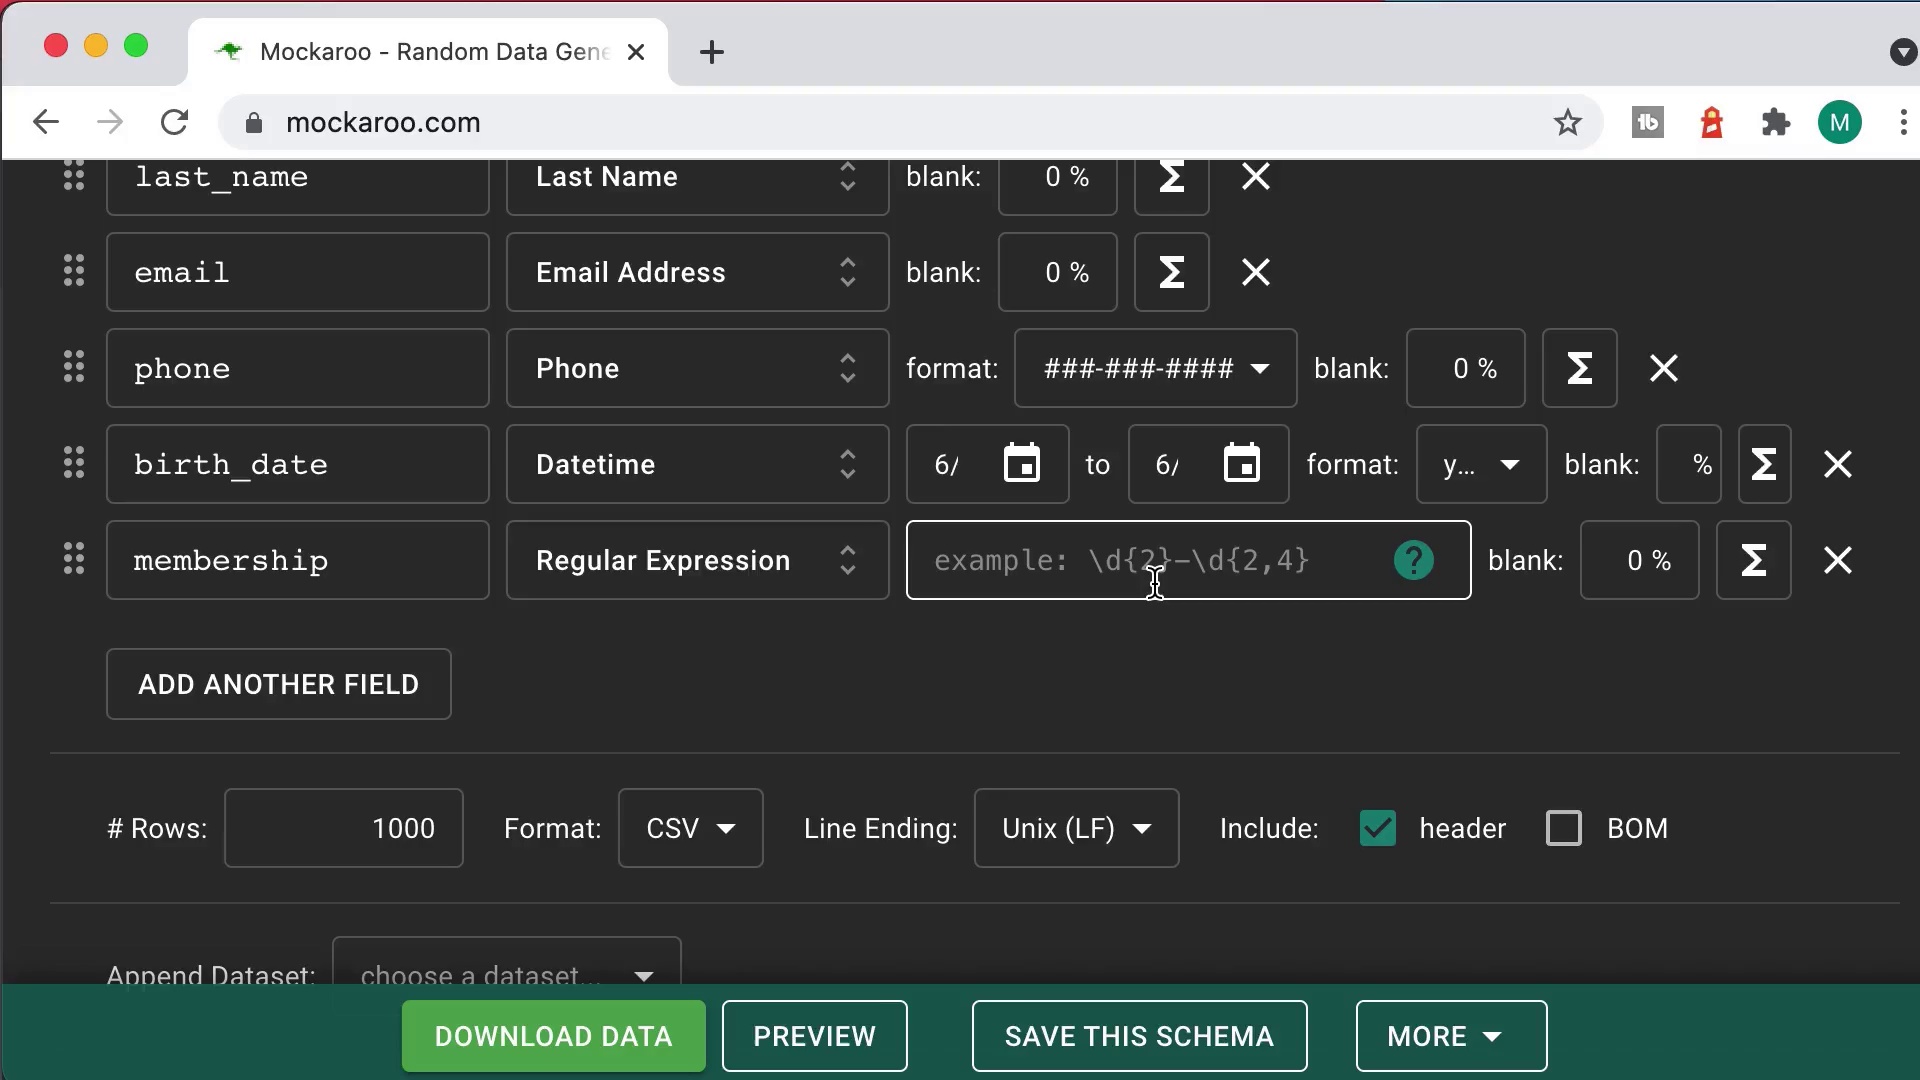 Mockaroo - Random Data Gene
mockaroo.com
M
last_name Last Name blank: 0 %
email Email Address blank: 0 %
phone Phone format: ###-###-#### blank: 0 %
birth_date Datetime 6/ to 6/ format: y... blank: %
membership Regular Expression example: \d{2}-\d{2,4} ? blank: 0 %
ADD ANOTHER FIELD
# Rows: 1000 Format: CSV Line Ending: Unix (LF) Include: header BOM
Append Dataset: choose a dataset...
DOWNLOAD DATA PREVIEW SAVE THIS SCHEMA MORE